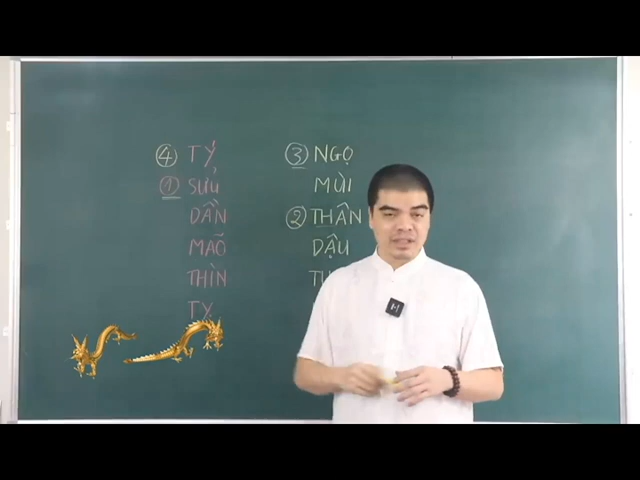 ④ TÝ
① SỬU
DẦN
MÃO
THÌN
TỴ
③ NGỌ
MÙI
② THÂN
DẬU